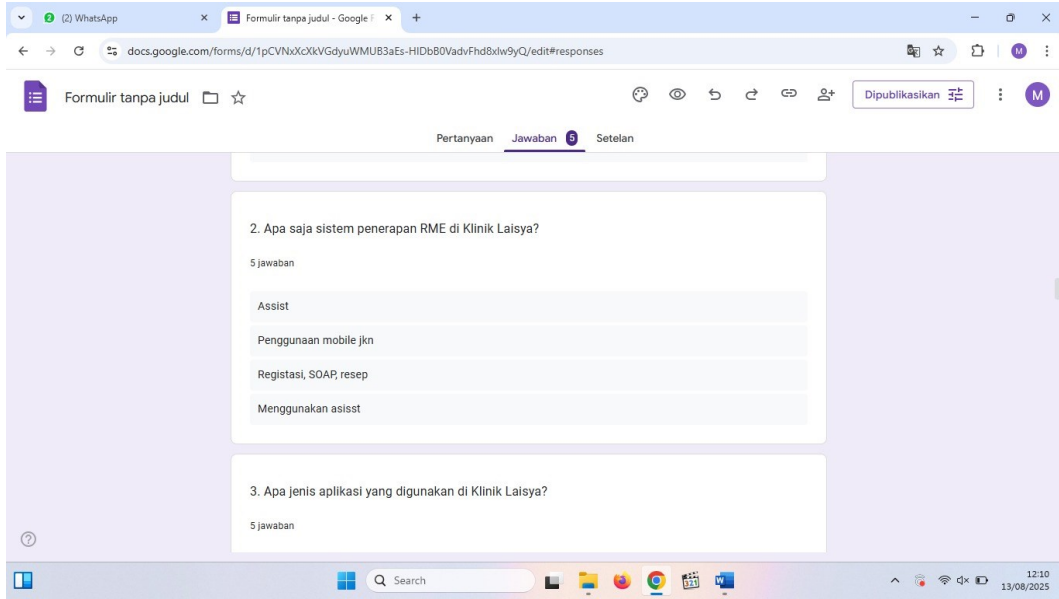 (2) WhatsApp
Formulir tanpa judul - Google F
docs.google.com/forms/d/1pCVNxXcXkVGdyuWMUB3aEs-HIDbB0VadvFhd8xlw9yQ/edit#responses
M
Formulir tanpa judul
Dipublikasikan
M
Pertanyaan Jawaban 5 Setelan
2. Apa saja sistem penerapan RME di Klinik Laisya?
5 jawaban
Assist
Penggunaan mobile jkn
Registasi, SOAP, resep
Menggunakan asisst
3. Apa jenis aplikasi yang digunakan di Klinik Laisya?
5 jawaban
Search
321
12:10
13/08/2025